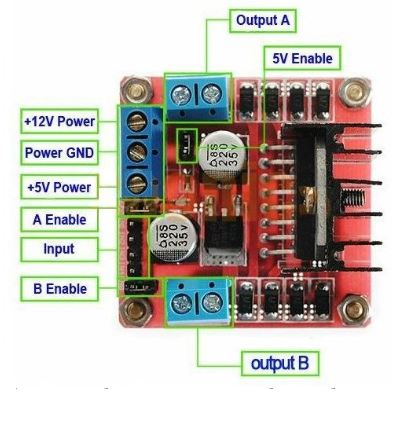 Output A
5V Enable
+12V Power
Power GND
+5V Power
A Enable
Input
B Enable
output B
220
35V
220
35V